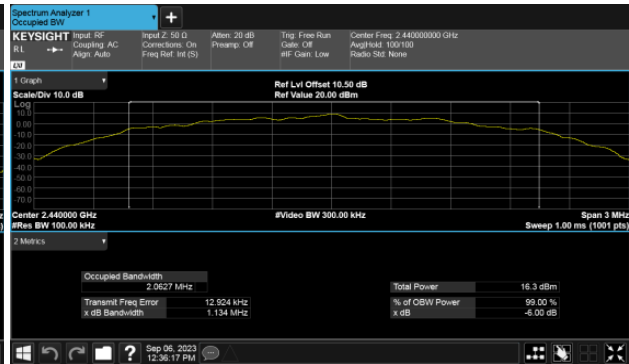 Spectrum Analyzer 1
Occupied BW
+
KEYSIGHT Input: RF Input Z: 50 Ω Atten: 20 dB Trig: Free Run Center Freq: 2.440000000 GHz
RL Coupling: AC Corrections: On Preamp: Off Gate: Off Avg|Hold: 100/100
Align: Auto Freq Ref: Int (S) #IF Gain: Low Radio Std: None
LXI
1 Graph Ref Lvl Offset 10.50 dB
Scale/Div 10.0 dB Ref Value 20.00 dBm
Log
10.0
0.00
-10.0
-20.0
-30.0
-40.0
-50.0
-60.0
-70.0
Center 2.440000 GHz #Video BW 300.00 kHz Span 3 MHz
#Res BW 100.00 kHz Sweep 1.00 ms (1001 pts)
2 Metrics
Occupied Bandwidth
2.0627 MHz Total Power 16.3 dBm
Transmit Freq Error 12.924 kHz % of OBW Power 99.00 %
x dB Bandwidth 1.134 MHz x dB -6.00 dB
? Sep 06, 2023
12:36:17 PM